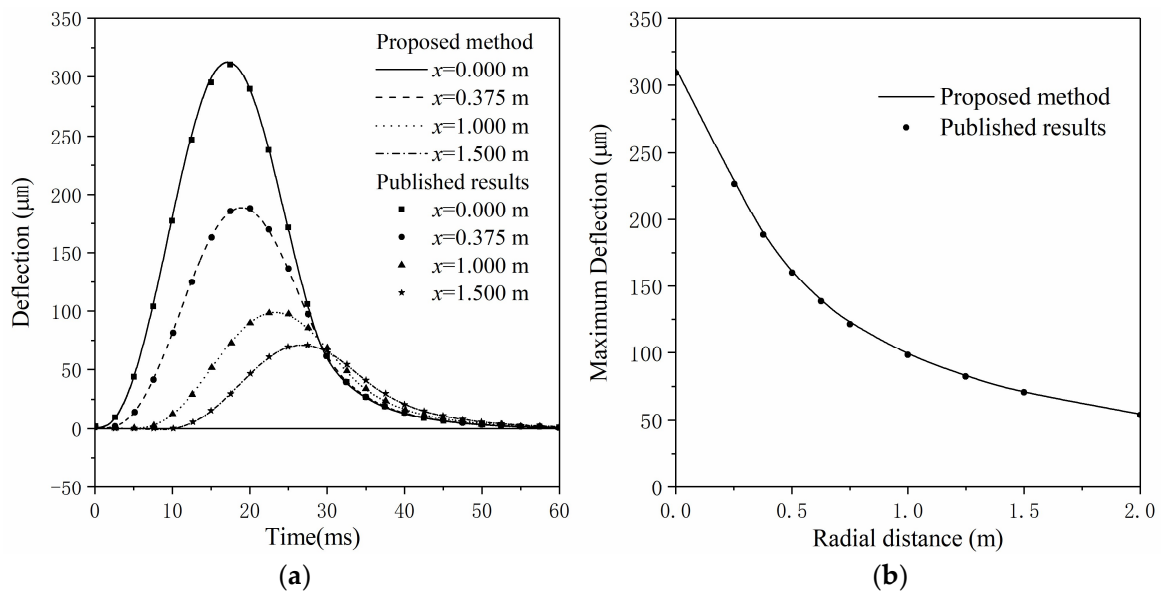 350
300
250
200
150
100
50
0
−50
Deflection (μm)
Proposed method
x=0.000 m
x=0.375 m
x=1.000 m
x=1.500 m
Published results
x=0.000 m
x=0.375 m
x=1.000 m
x=1.500 m
0 10 20 30 40 50 60
Time(ms)
(a)
350
300
250
200
150
100
50
0
Maximum Deflection (μm)
Proposed method
Published results
0.0 0.5 1.0 1.5 2.0
Radial distance (m)
(b)